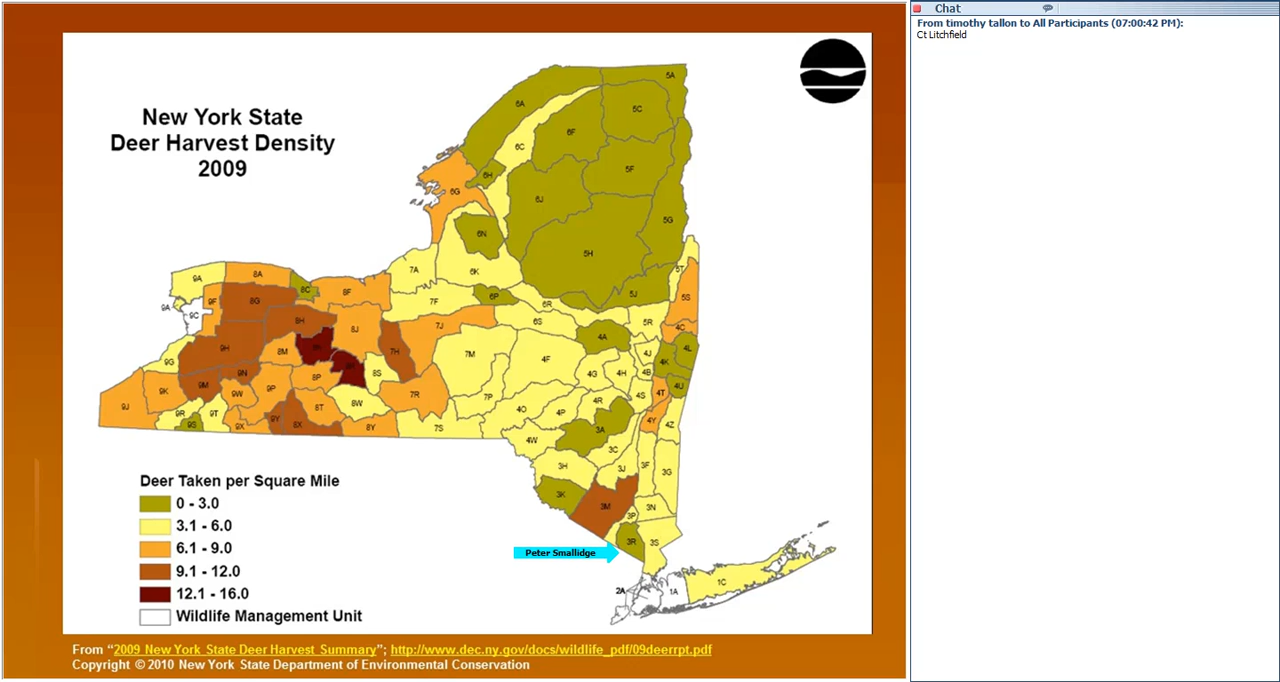 Chat
From timothy tallon to All Participants (07:00:42 PM):
Ct Litchfield
New York State
Deer Harvest Density
2009
5A
6A
5C
6F
6C
5F
6H
6G
6J
5G
6N
5H
5T
7A
6K
9A
8A
8C
8F
5J
5S
9F
8G
7F
6P
6R
9A
9C
8H
8J
7J
6S
5R
4C
4A
9H
8M
7H
7M
4F
4J
4L
9G
8S
4G
4H
4B
4K
9N
8P
9K
9M
9W
9P
7R
7P
4R
4S
4T
4U
9J
9R
9T
8T
8W
4O
4P
9S
9X
9Y
8X
8Y
7S
3A
4Y
4Z
4W
3C
3H
3J
3F
3G
3K
3M
3P
3N
3R
3S
Peter Smallidge
2A
1A
1C
Deer Taken per Square Mile
0 - 3.0
3.1 - 6.0
6.1 - 9.0
9.1 - 12.0
12.1 - 16.0
Wildlife Management Unit
From “2009 New York State Deer Harvest Summary”; http://www.dec.ny.gov/docs/wildlife_pdf/09deerrpt.pdf
Copyright © 2010 New York State Department of Environmental Conservation